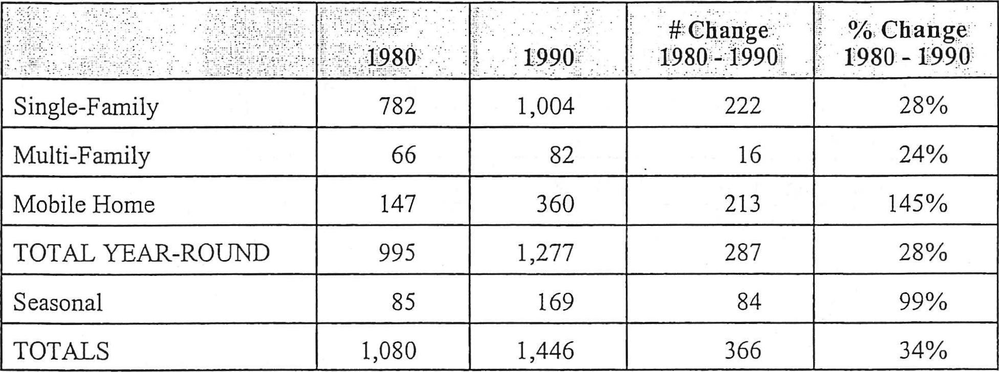 1980 1990 # Change 1980 - 1990 % Change 1980 - 1990
Single-Family 782 1,004 222 28%
Multi-Family 66 82 16 24%
Mobile Home 147 360 213 145%
TOTAL YEAR-ROUND 995 1,277 287 28%
Seasonal 85 169 84 99%
TOTALS 1,080 1,446 366 34%